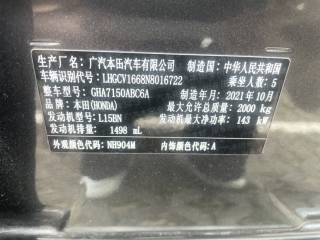 生产厂名: 广汽本田汽车有限公司 制造国: 中华人民共和国
车辆识别代号: LHGCV1668N8016722 乘坐人数: 5
整车型号: GHA7150ABC6A 制造年月: 2021年10月
品牌: 本田(HONDA) 最大允许总质量: 2000 kg
发动机型号: L15BN 发动机最大净功率: 143 kW
发动机排量: 1498 mL
外观颜色代码: NH904M 内饰颜色代码: A